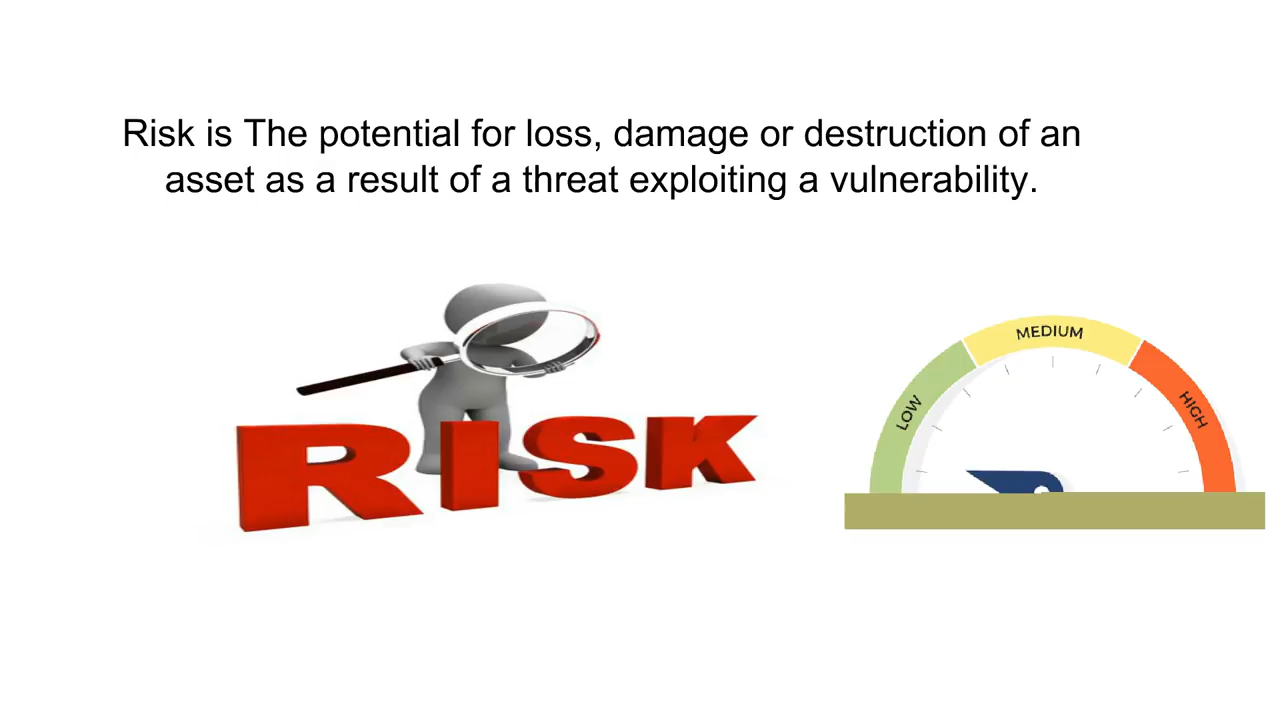 Risk is The potential for loss, damage or destruction of an
asset as a result of a threat exploiting a vulnerability.
RISK
LOW
MEDIUM
HIGH